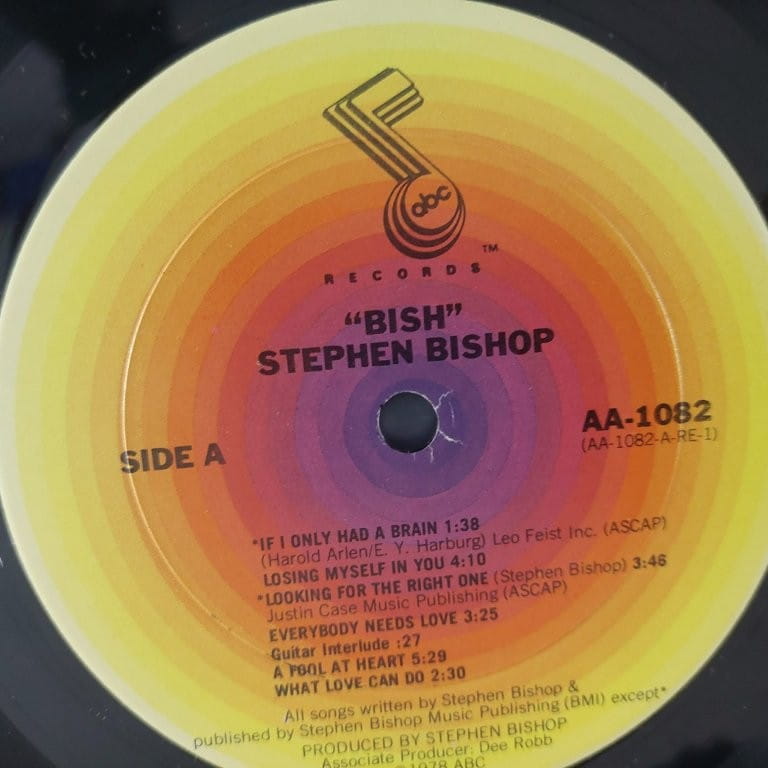 abc
TM
RECORDS
“BISH”
STEPHEN BISHOP
SIDE A
AA-1082
(AA-1082-A-RE-1)
*IF I ONLY HAD A BRAIN 1:38
(Harold Arlen/E. Y. Harburg) Leo Feist Inc. (ASCAP)
LOSING MYSELF IN YOU 4:10
*LOOKING FOR THE RIGHT ONE (Stephen Bishop) 3:46
Justin Case Music Publishing (ASCAP)
EVERYBODY NEEDS LOVE 3:25
Guitar Interlude :27
A FOOL AT HEART 5:29
WHAT LOVE CAN DO 2:30
All songs written by Stephen Bishop &
published by Stephen Bishop Music Publishing (BMI) except*
PRODUCED BY STEPHEN BISHOP
Associate Producer: Dee Robb
©1978 ABC